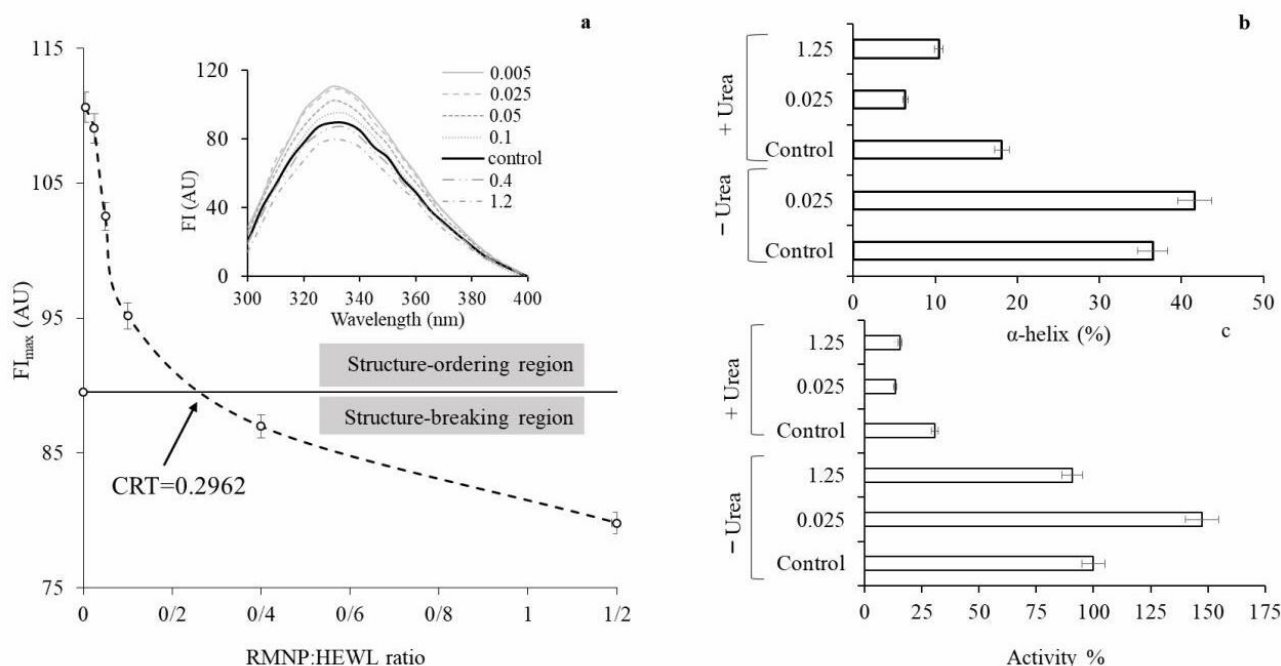 a
115
105
95
85
75
FI_max (AU)
120
80
40
0
FI (AU)
300
320
340
360
380
400
Wavelength (nm)
0.005
0.025
0.05
0.1
control
0.4
1.2
Structure-ordering region
Structure-breaking region
CRT=0.2962
0
0/2
0/4
0/6
0/8
1
1/2
RMNP:HEWL ratio
b
+ Urea
1.25
0.025
Control
− Urea
0.025
Control
0
10
20
30
40
50
α-helix (%)
c
+ Urea
1.25
0.025
Control
− Urea
1.25
0.025
Control
0
25
50
75
100
125
150
175
Activity %